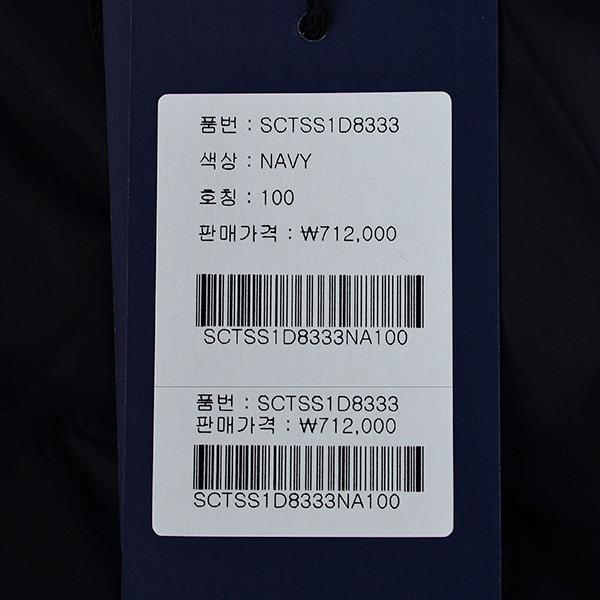 품번 : SCTSS1D8333
색상 : NAVY
호칭 : 100
판매가격 : ₩712,000
SCTSS1D8333NA100
품번 : SCTSS1D8333
판매가격 : ₩712,000
SCTSS1D8333NA100